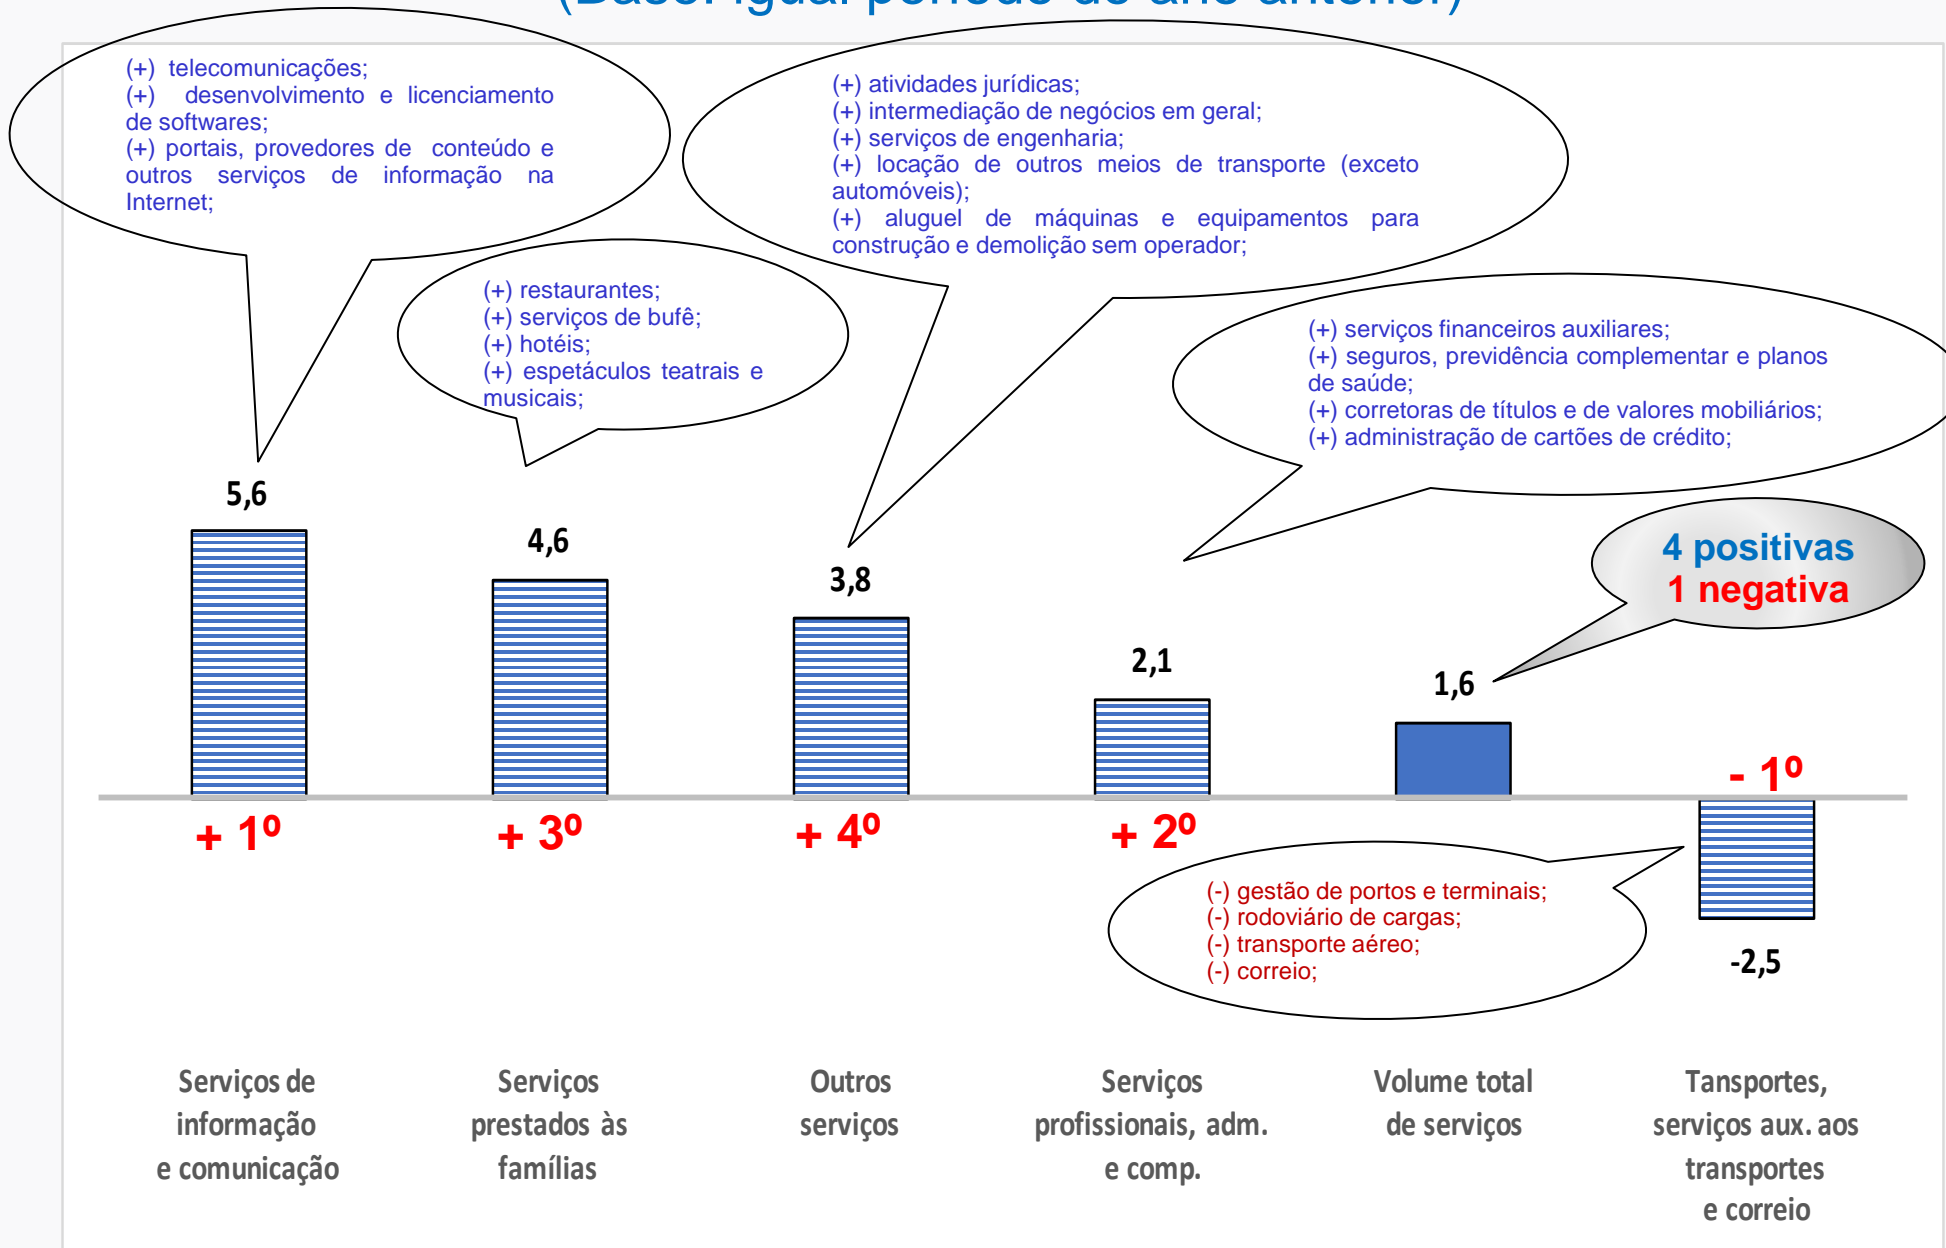 (Base: igual período do ano anterior)
(+) telecomunicações;
(+) desenvolvimento e licenciamento
de softwares;
(+) portais, provedores de conteúdo e
outros serviços de informação na
Internet;
(+) atividades jurídicas;
(+) intermediação de negócios em geral;
(+) serviços de engenharia;
(+) locação de outros meios de transporte (exceto
automóveis);
(+) aluguel de máquinas e equipamentos para
construção e demolição sem operador;
(+) restaurantes;
(+) serviços de bufê;
(+) hotéis;
(+) espetáculos teatrais e
musicais;
(+) serviços financeiros auxiliares;
(+) seguros, previdência complementar e planos
de saúde;
(+) corretoras de títulos e de valores mobiliários;
(+) administração de cartões de crédito;
4 positivas
1 negativa
5,6
4,6
3,8
2,1
1,6
-2,5
+ 1º
+ 3º
+ 4º
+ 2º
- 1º
(-) gestão de portos e terminais;
(-) rodoviário de cargas;
(-) transporte aéreo;
(-) correio;
Serviços de
informação
e comunicação
Serviços
prestados às
famílias
Outros
serviços
Serviços
profissionais, adm.
e comp.
Volume total
de serviços
Tansportes,
serviços aux. aos
transportes
e correio